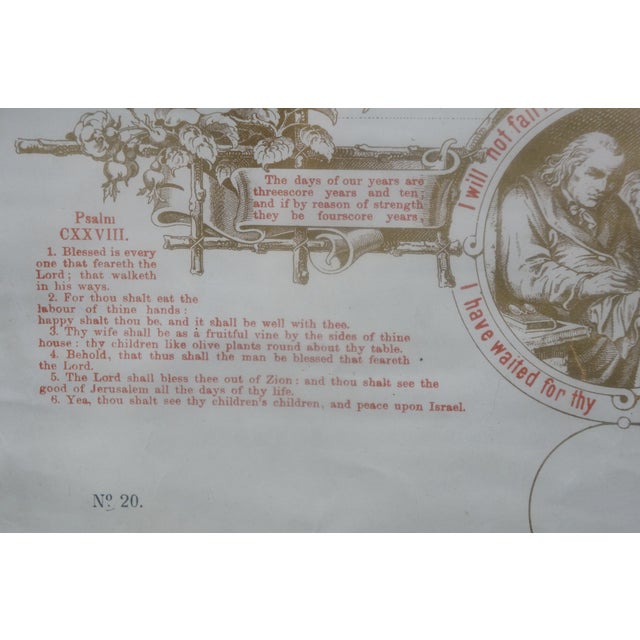 The days of our years are
threescore years and ten,
and if by reason of strength
they be fourscore years,
I will not fail
I have waited for thy
Psalm
CXXVIII.
1. Blessed is every
one that feareth the
Lord; that walketh
in his ways.
2. For thou shalt eat the
labour of thine hands:
happy shalt thou be, and it shall be well with thee.
3. Thy wife shall be as a fruitful vine by the sides of thine
house: thy children like olive plants round about thy table.
4. Behold, that thus shall the man be blessed that feareth
the Lord.
5. The Lord shall bless thee out of Zion: and thou shalt see the
good of Jerusalem all the days of thy life.
6. Yea, thou shalt see thy children's children, and peace upon Israel.
Nº 20.